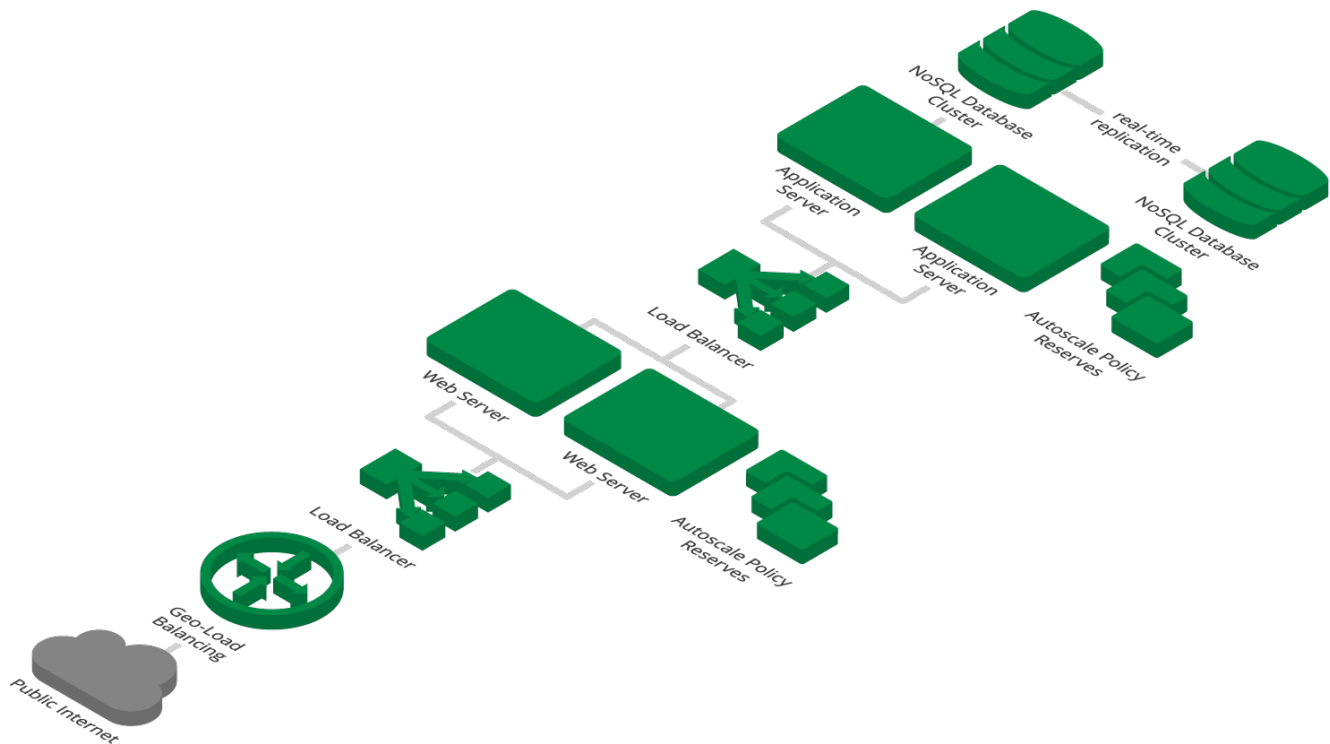 NoSQL Database
Cluster
real-time
replication
NoSQL Database
Cluster
Application
Server
Application
Server
Autoscale Policy
Reserves
Load Balancer
Web Server
Web Server
Autoscale Policy
Reserves
Load Balancer
Geo-Load
Balancing
Public Internet